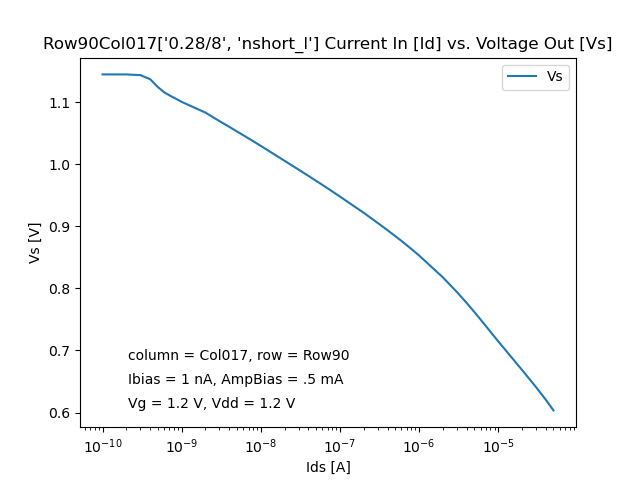 Row90Col017['0.28/8', 'nshort_l'] Current In [Id] vs. Voltage Out [Vs]
Vs
1.1
1.0
0.9
0.8
0.7
0.6
Vs [V]
column = Col017, row = Row90
Ibias = 1 nA, AmpBias = .5 mA
Vg = 1.2 V, Vdd = 1.2 V
10⁻¹⁰ 10⁻⁹ 10⁻⁸ 10⁻⁷ 10⁻⁶ 10⁻⁵
Ids [A]